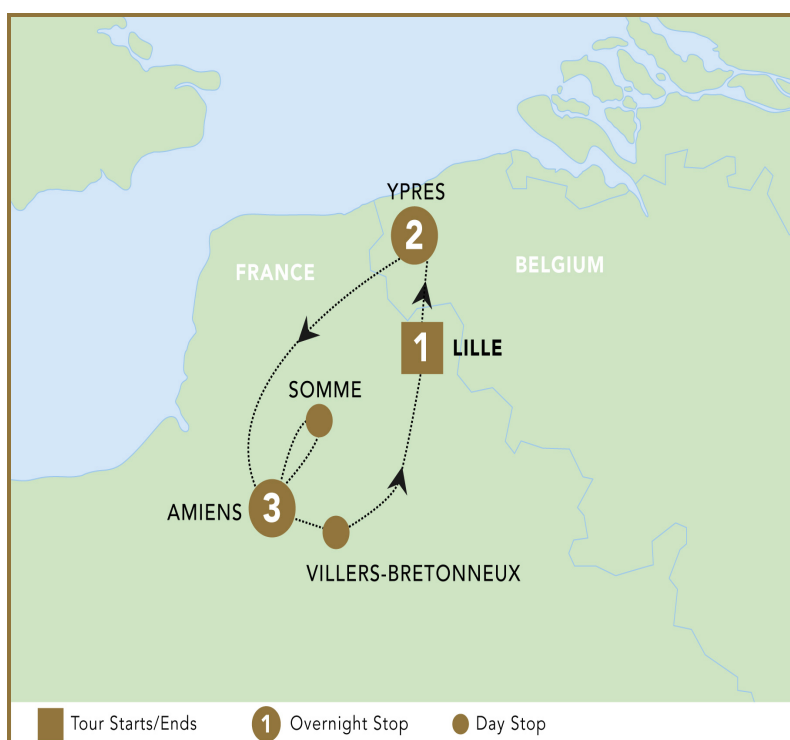 YPRES
2
FRANCE
BELGIUM
1 LILLE
SOMME
AMIENS 3
VILLERS-BRETONNEUX
Tour Starts/Ends 1 Overnight Stop Day Stop